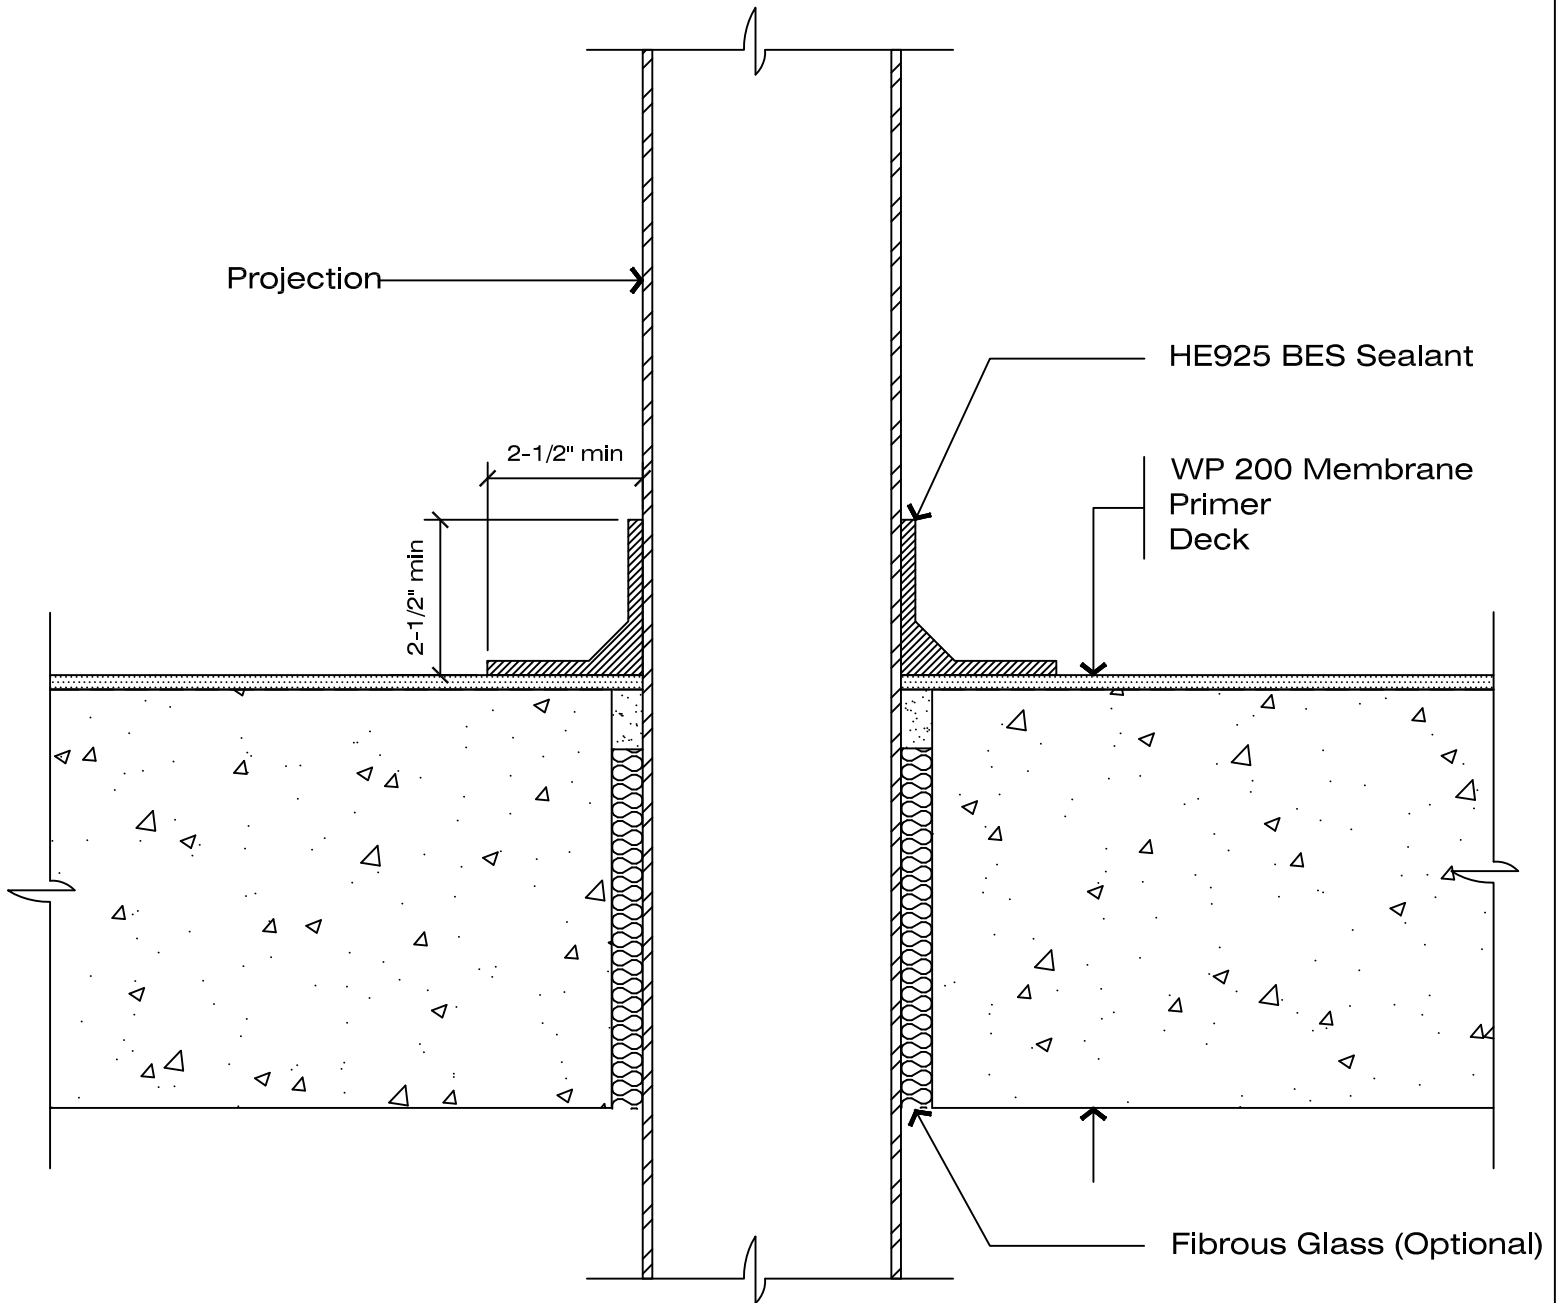 Projection
HE925 BES Sealant
2-1/2" min
WP 200 Membrane
Primer
Deck
2-1/2" min
Fibrous Glass (Optional)